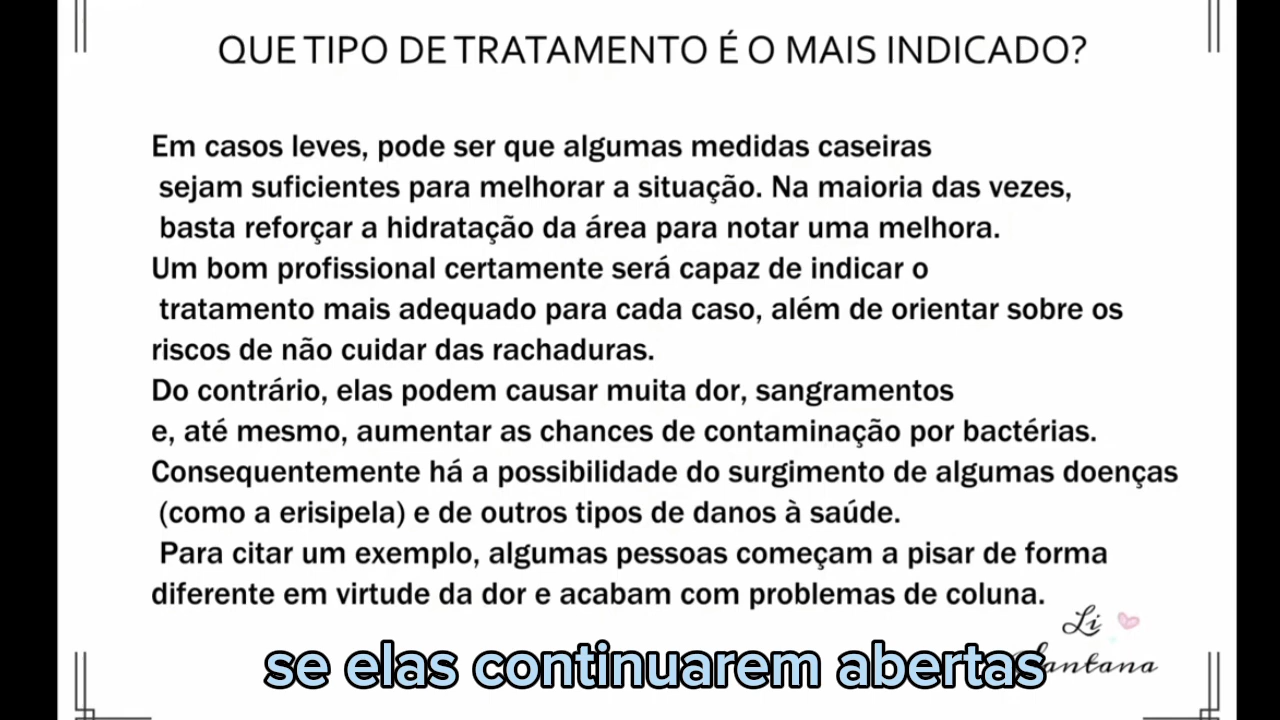 QUE TIPO DE TRATAMENTO É O MAIS INDICADO?
Em casos leves, pode ser que algumas medidas caseiras
sejam suficientes para melhorar a situação. Na maioria das vezes,
basta reforçar a hidratação da área para notar uma melhora.
Um bom profissional certamente será capaz de indicar o
tratamento mais adequado para cada caso, além de orientar sobre os
riscos de não cuidar das rachaduras.
Do contrário, elas podem causar muita dor, sangramentos
e, até mesmo, aumentar as chances de contaminação por bactérias.
Consequentemente há a possibilidade do surgimento de algumas doenças
(como a erisipela) e de outros tipos de danos à saúde.
Para citar um exemplo, algumas pessoas começam a pisar de forma
diferente em virtude da dor e acabam com problemas de coluna.
Li
Santana
se elas continuarem abertas